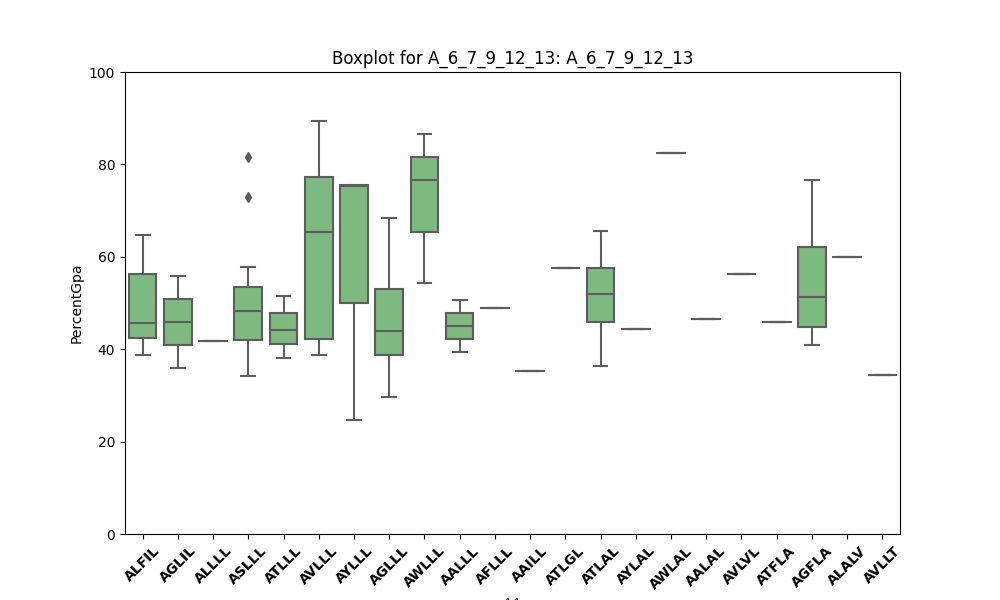 Boxplot for A_6_7_9_12_13: A_6_7_9_12_13
PercentGpa
100
80
60
40
20
0
ALFIL
AGLIL
ALLLL
ASLLL
ATLLL
AVLLL
AYLLL
AGLLL
AWLLL
AALLL
AFLLL
AAILL
ATLGL
ATLAL
AYLAL
AWLAL
AALAL
AVLVL
ATFLA
AGFLA
ALALV
AVLLT